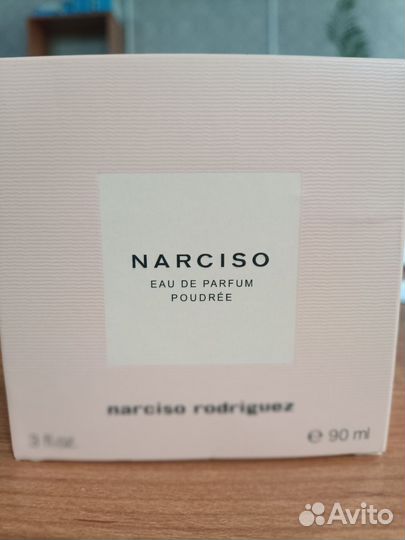 NARCISO
EAU DE PARFUM
POUDRÉE
narciso rodriguez
3 fl.oz. ℮ 90 ml
Avito